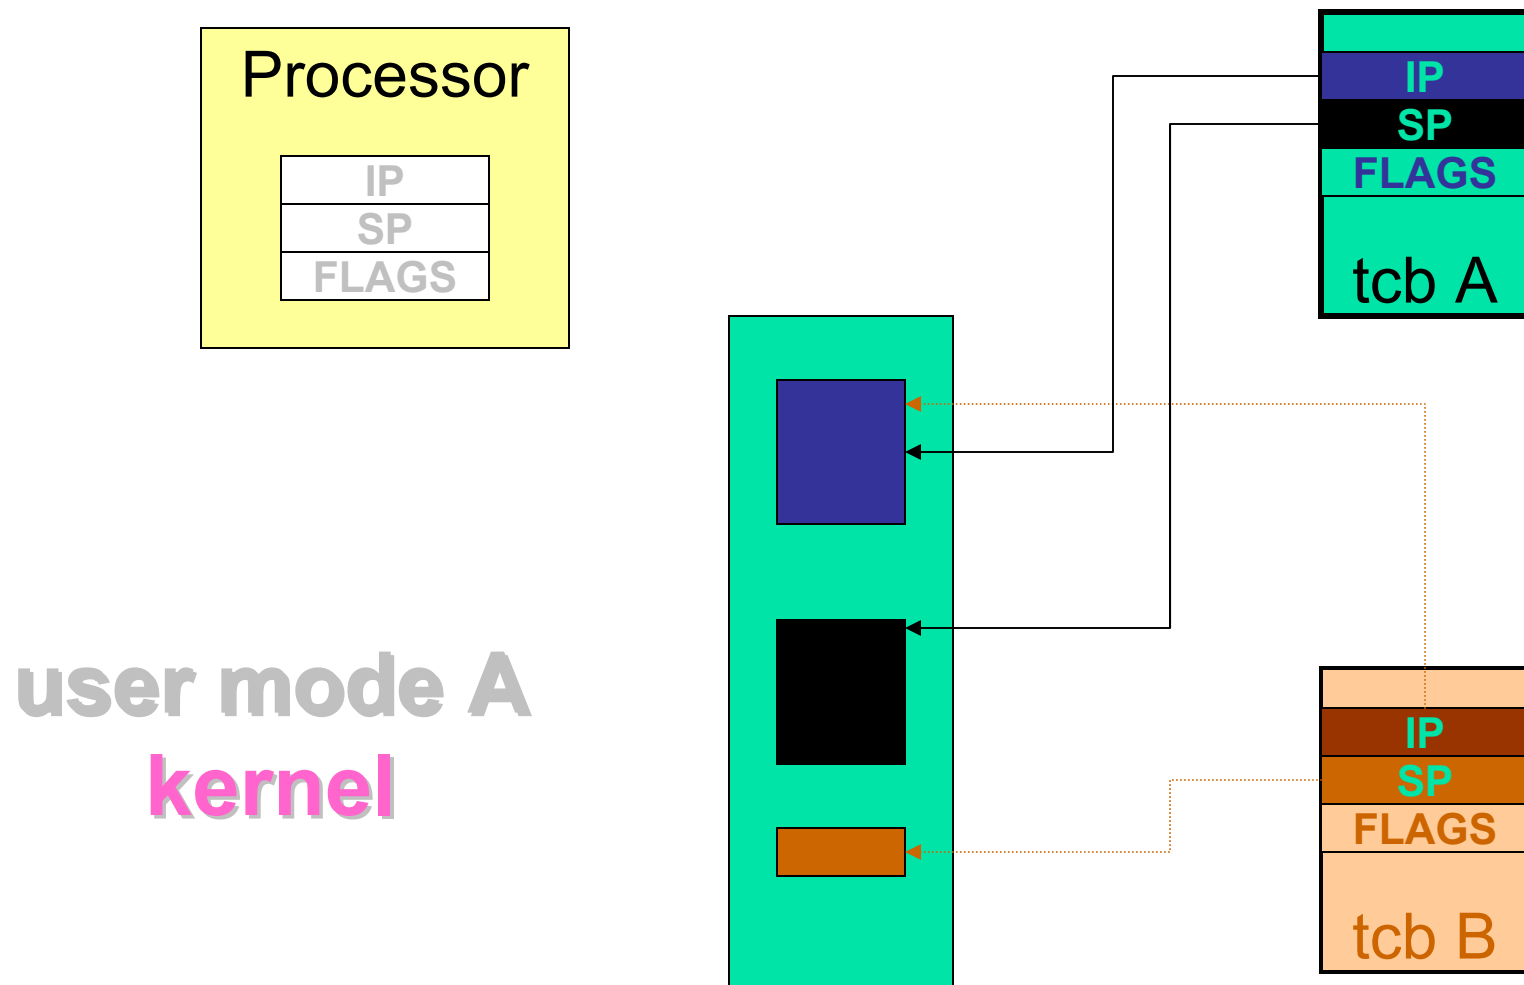 Processor
IP
SP
FLAGS
IP
SP
FLAGS
tcb A
user mode A
kernel
IP
SP
FLAGS
tcb B